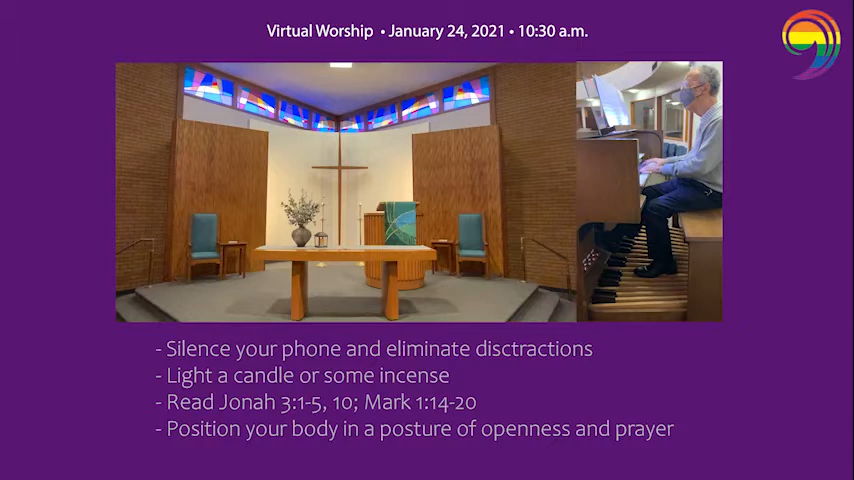 Virtual Worship • January 24, 2021 • 10:30 a.m.
- Silence your phone and eliminate disctractions
- Light a candle or some incense
- Read Jonah 3:1-5, 10; Mark 1:14-20
- Position your body in a posture of openness and prayer